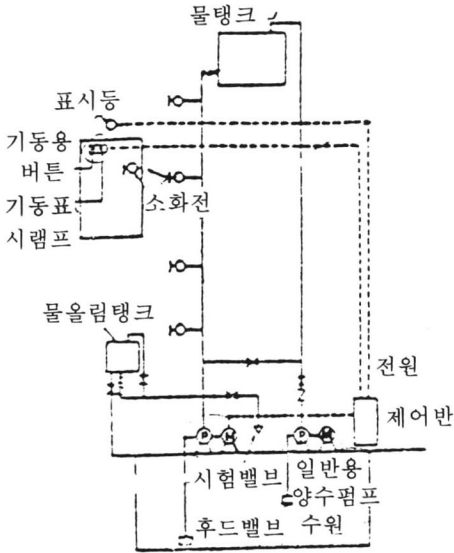 물탱크
표시등
기동용
버튼
기동표
시램프
소화전
물올림탱크
전원
제어반
P
M
P
M
시험밸브
일반용
양수펌프
후드밸브
수원